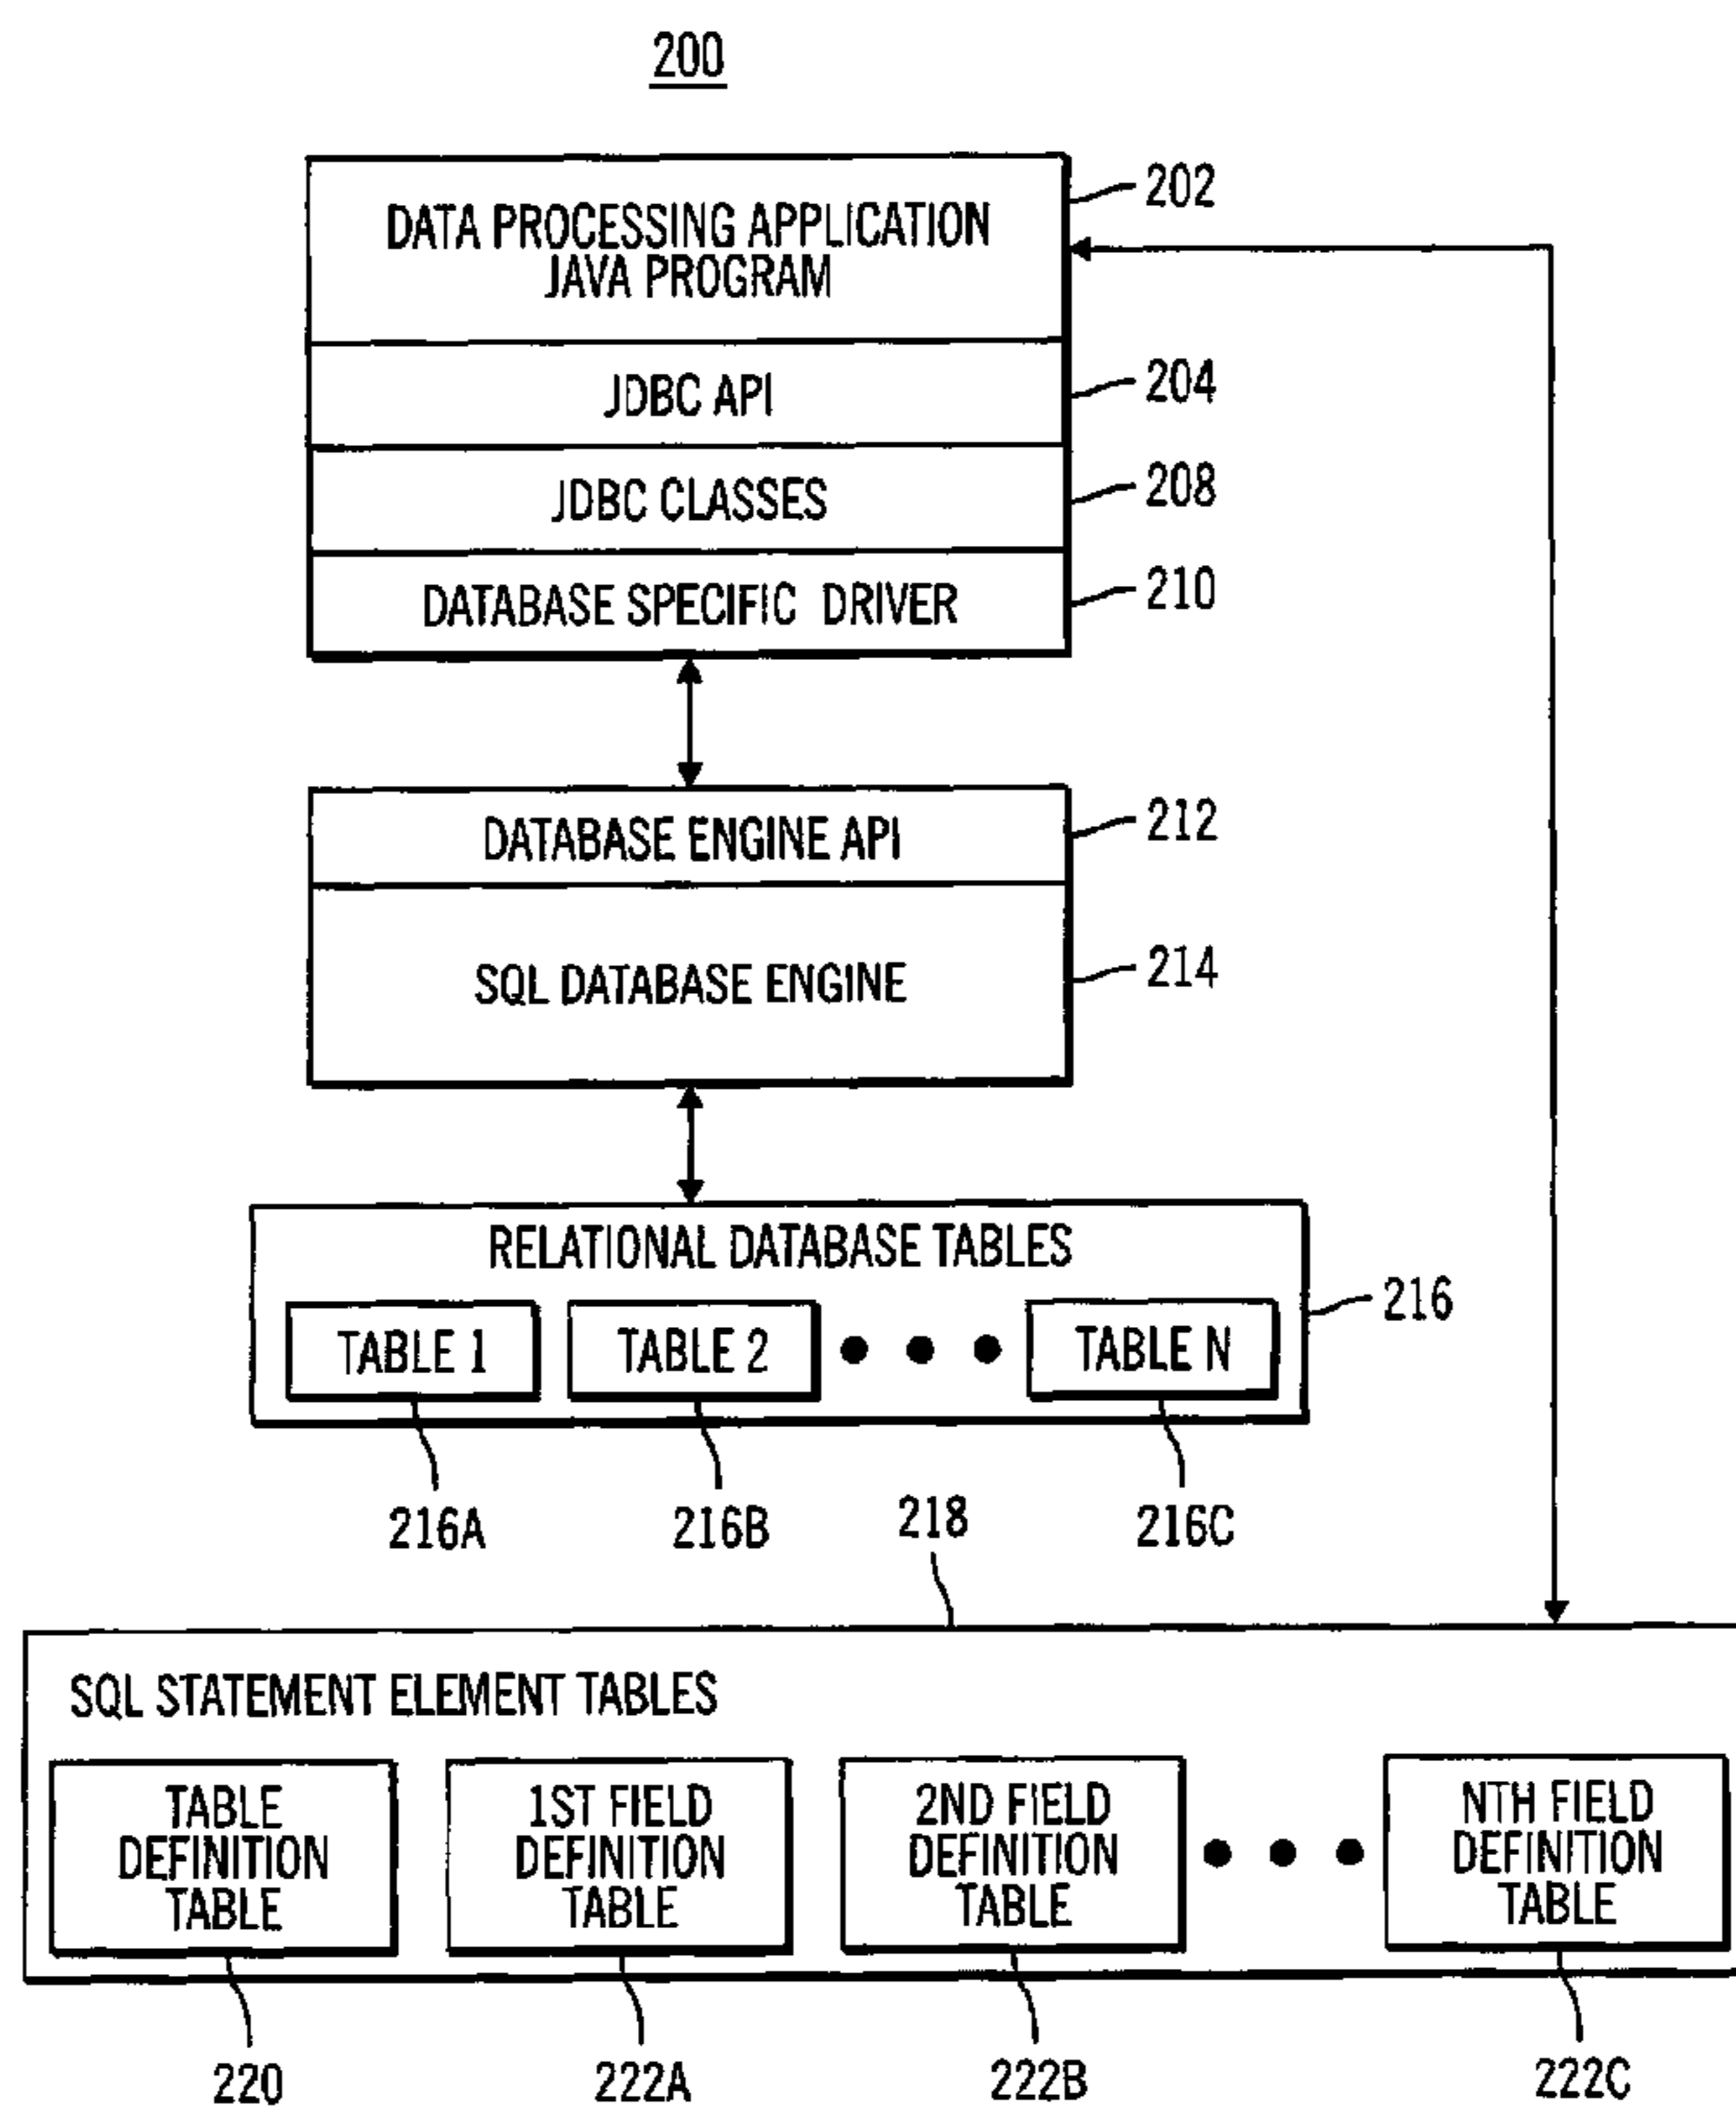 200
DATA PROCESSING APPLICATION
JAVA PROGRAM
202
JDBC API
204
JDBC CLASSES
208
DATABASE SPECIFIC DRIVER
210
DATABASE ENGINE API
212
SQL DATABASE ENGINE
214
RELATIONAL DATABASE TABLES
216
TABLE 1
TABLE 2
TABLE N
216A
216B
216C
218
SQL STATEMENT ELEMENT TABLES
TABLE
DEFINITION
TABLE
1ST FIELD
DEFINITION
TABLE
2ND FIELD
DEFINITION
TABLE
NTH FIELD
DEFINITION
TABLE
220
222A
222B
222C